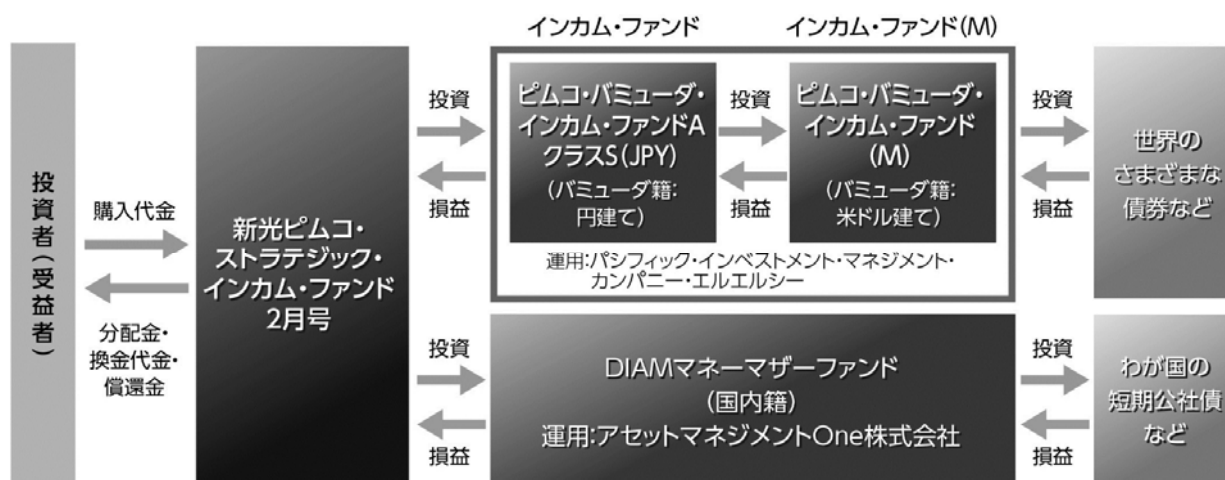 投資者(受益者)
購入代金
分配金・
換金代金・
償還金
新光ピムコ・
ストラテジック・
インカム・ファンド
2月号
投資
損益
インカム・ファンド
インカム・ファンド(M)
ピムコ・バミューダ・
インカム・ファンドA
クラスS(JPY)
(バミューダ籍:
円建て)
投資
損益
ピムコ・バミューダ・
インカム・ファンド
(M)
(バミューダ籍:
米ドル建て)
運用:パシフィック・インベストメント・マネジメント・
カンパニー・エルエルシー
投資
損益
世界の
さまざまな
債券など
投資
損益
DIAMマネーマザーファンド
(国内籍)
運用:アセットマネジメントOne株式会社
投資
損益
わが国の
短期公社債
など